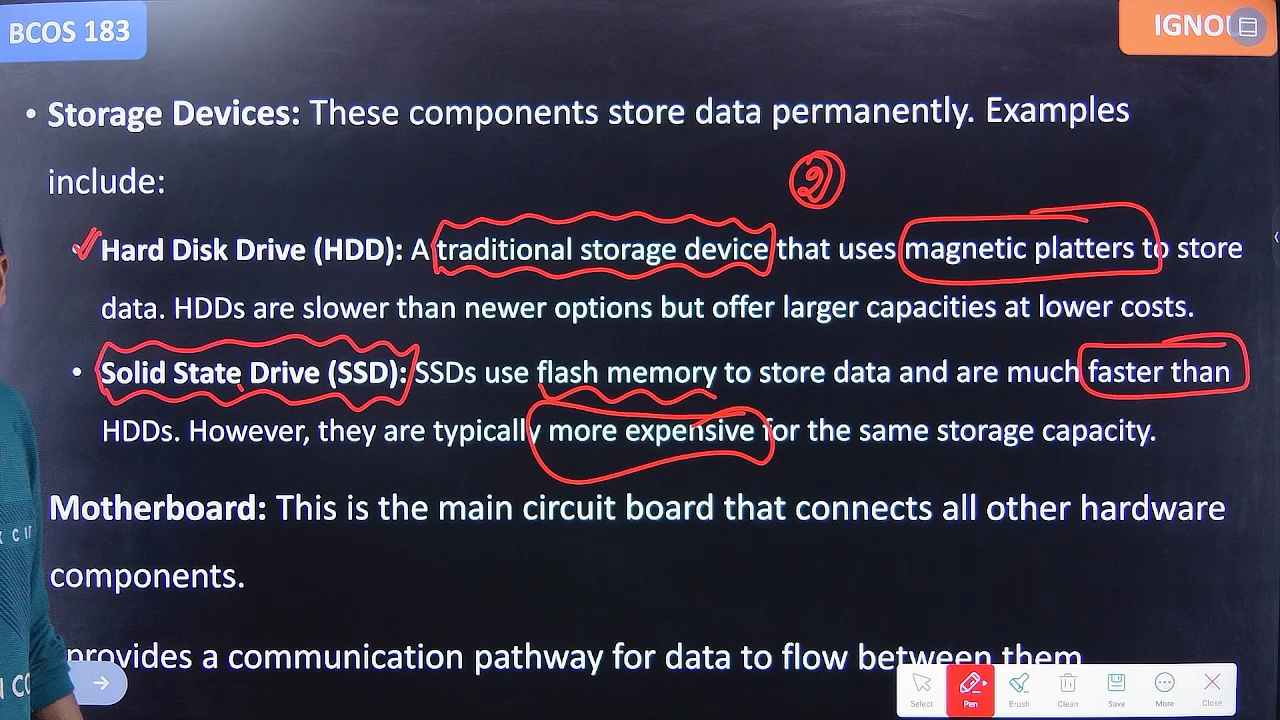 BCOS 183
IGNOU
• Storage Devices: These components store data permanently. Examples
include:
2)
Hard Disk Drive (HDD): A traditional storage device that uses magnetic platters to store
data. HDDs are slower than newer options but offer larger capacities at lower costs.
• Solid State Drive (SSD): SSDs use flash memory to store data and are much faster than
HDDs. However, they are typically more expensive for the same storage capacity.
Motherboard: This is the main circuit board that connects all other hardware
components.
provides a communication pathway for data to flow between them
Select Pen Brush Clean Save More Close